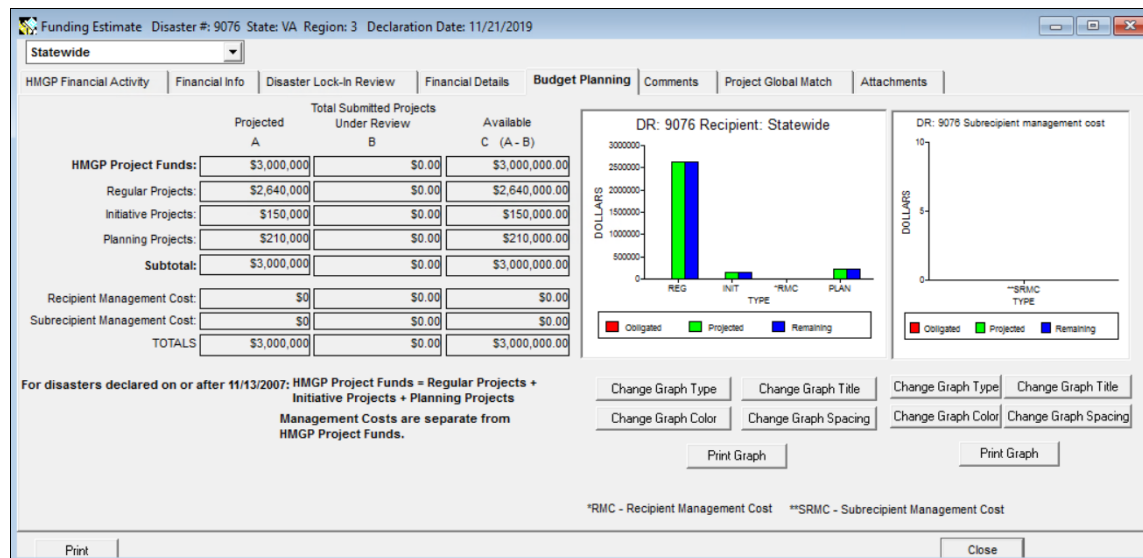 Funding Estimate Disaster #: 9076 State: VA Region: 3 Declaration Date: 11/21/2019
Statewide
HMGP Financial Activity Financial Info Disaster Lock-In Review Financial Details Budget Planning Comments Project Global Match Attachments
Total Submitted Projects
Projected Under Review Available
A B C (A - B)
HMGP Project Funds: $3,000,000 $0.00 $3,000,000.00
Regular Projects: $2,640,000 $0.00 $2,640,000.00
Initiative Projects: $150,000 $0.00 $150,000.00
Planning Projects: $210,000 $0.00 $210,000.00
Subtotal: $3,000,000 $0.00 $3,000,000.00
Recipient Management Cost: $0 $0.00 $0.00
Subrecipient Management Cost: $0 $0.00 $0.00
TOTALS $3,000,000 $0.00 $3,000,000.00
For disasters declared on or after 11/13/2007: HMGP Project Funds = Regular Projects +
Initiative Projects + Planning Projects
Management Costs are separate from
HMGP Project Funds.
DR: 9076 Recipient: Statewide
DOLLARS
3000000
2500000
2000000
1500000
1000000
500000
0
REG INIT *RMC PLAN
TYPE
Obligated Projected Remaining
DR: 9076 Subrecipient management cost
DOLLARS
10
5
0
**SRMC
TYPE
Obligated Projected Remaining
Change Graph Type Change Graph Title
Change Graph Color Change Graph Spacing
Print Graph
Change Graph Type Change Graph Title
Change Graph Color Change Graph Spacing
Print Graph
*RMC - Recipient Management Cost **SRMC - Subrecipient Management Cost
Print Close